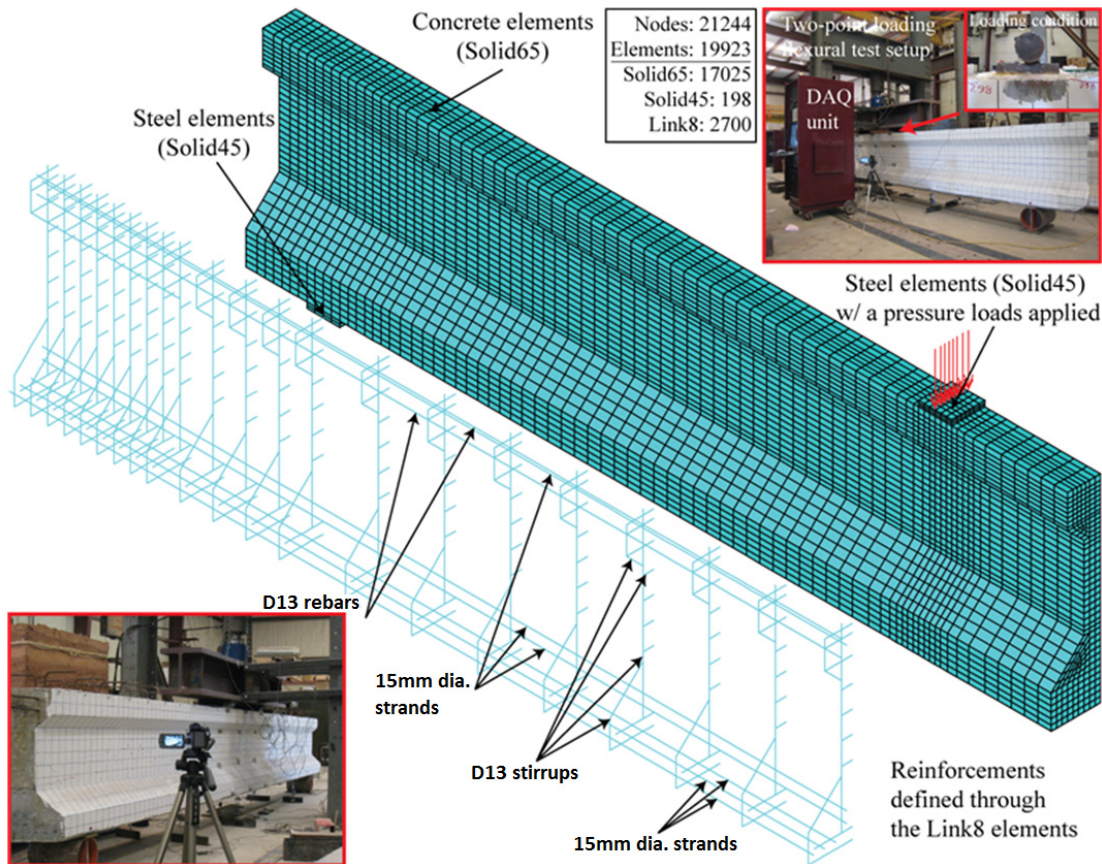 Concrete elements
(Solid65)
Nodes: 21244
Elements: 19923
Solid65: 17025
Solid45: 198
Link8: 2700
Two-point loading
flexural test setup
Loading condition
298
DAQ
unit
Steel elements
(Solid45)
Steel elements (Solid45)
w/ a pressure loads applied
D13 rebars
15mm dia.
strands
D13 stirrups
15mm dia. strands
Reinforcements
defined through
the Link8 elements